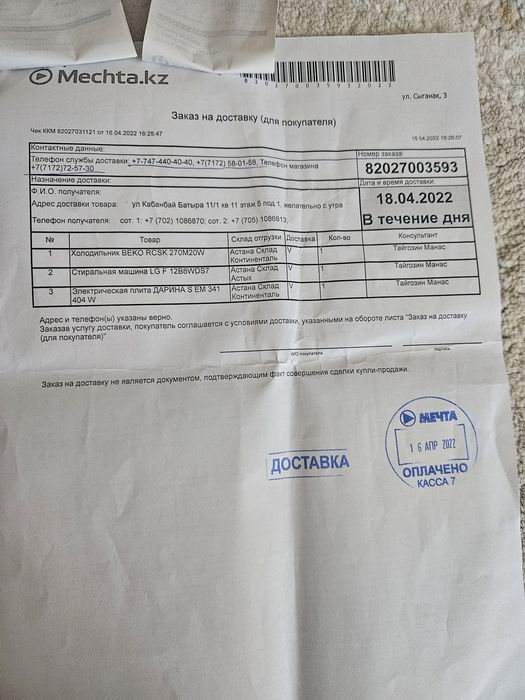 Mechta.kz
82027003593202
ул. Сыганак, 3
Заказ на доставку (для покупателя)
Чек ККМ 82027031121 от 16.04.2022 16:25:47
16.04.2022 16:26:07
Контактные данные:
Номер заказа:
Телефон службы доставки: +7-747-440-40-40, +7(7172) 58-01-58, Телефон магазина
+7(7172)72-57-30
82027003593
Назначение доставки:
Дата и время доставки:
Ф.И.О. получателя:
18.04.2022
Адрес доставки товара: ул Кабанбай Батыра 11/1 кв 11 этаж 5 под 1, желательно с утра
В течение дня
Телефон получателя: сот. 1: +7 (702) 1086870; сот. 2: +7 (705) 1086813,
№ Товар Склад отгрузки Доставка Кол-во Консультант
1 Холодильник BEKO RCSK 270M20W Астана Склад Континенталь V 1 Тайгозин Манас
2 Стиральная машина LG F 12B8WDS7 Астана Склад Астык V 1 Тайгозин Манас
3 Электрическая плита ДАРИНА S EM 341 404 W Астана Склад Континенталь V 1 Тайгозин Манас
Адрес и телефон(ы) указаны верно.
Заказав услугу доставки, покупатель соглашается с условиями доставки, указанными на обороте листа "Заказ на доставку
(для покупателя)"
ИО покупателя
подпись
Заказ на доставку не является документом, подтверждающим факт совершения сделки купли-продажи.
МЕЧТА
16 АПР 2022
ДОСТАВКА
ОПЛАЧЕНО
КАССА 7